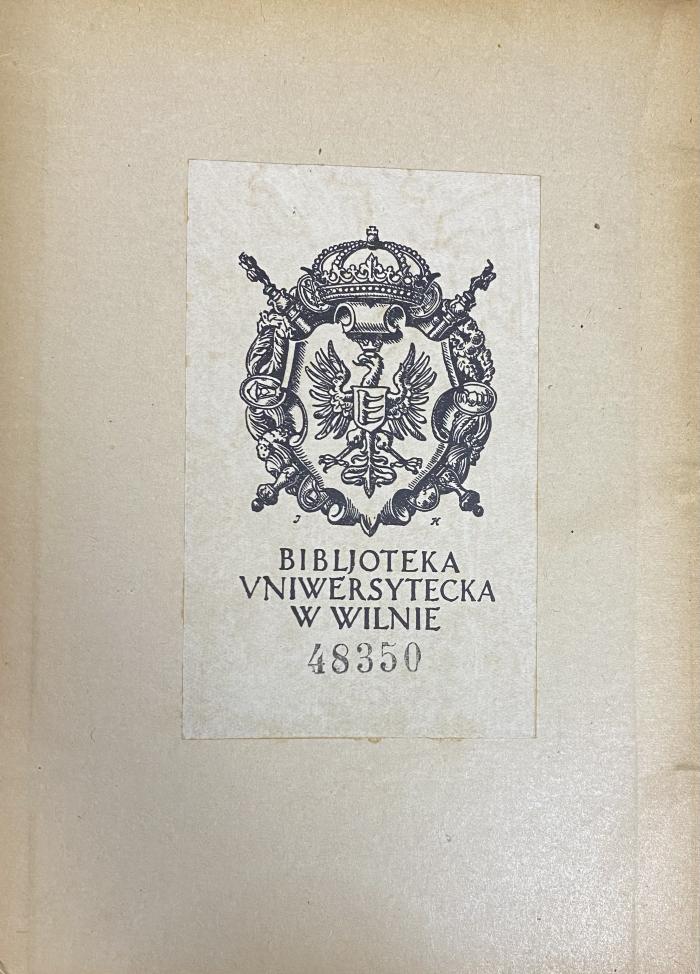 J K
BIBLJOTEKA
VNIWERSYTECKA
W WILNIE
48350